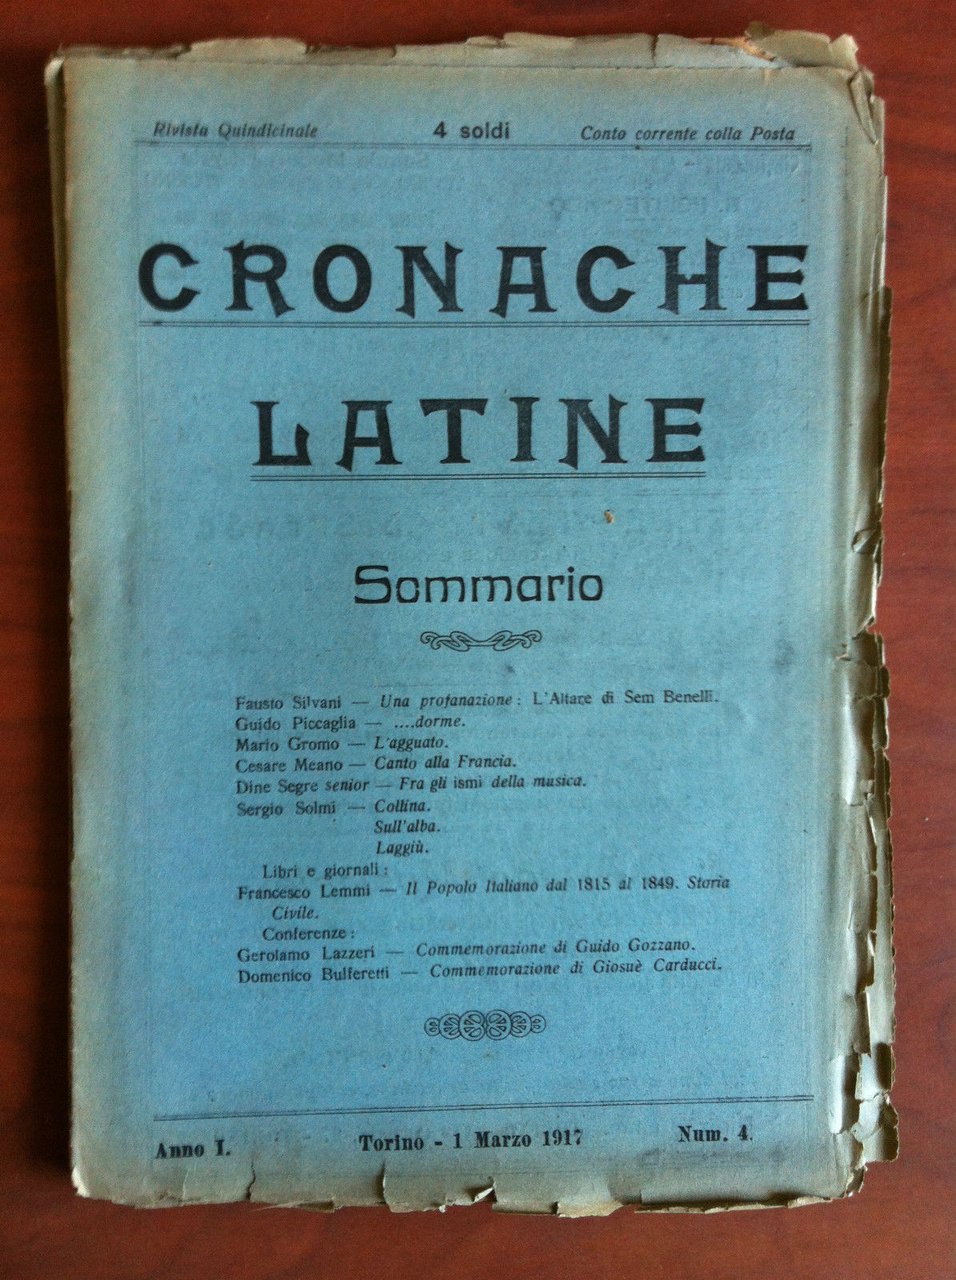 Rivista Quindicinale 4 soldi Conto corrente colla Posta
CRONACHE
LATINE
Sommario
Fausto Silvani — Una profanazione: L'Altare di Sem Benelli.
Guido Piccaglia — ....dorme.
Mario Gromo — L'agguato.
Cesare Meano — Canto alla Francia.
Dine Segre senior — Fra gli ismi della musica.
Sergio Solmi — Collina.
Sull'alba.
Laggiù.
Libri e giornali:
Francesco Lemmi — Il Popolo Italiano dal 1815 al 1849. Storia
Civile.
Conferenze:
Gerolamo Lazzeri — Commemorazione di Guido Gozzano.
Domenico Bulferetti — Commemorazione di Giosuè Carducci.
Anno I. Torino - 1 Marzo 1917 Num. 4.